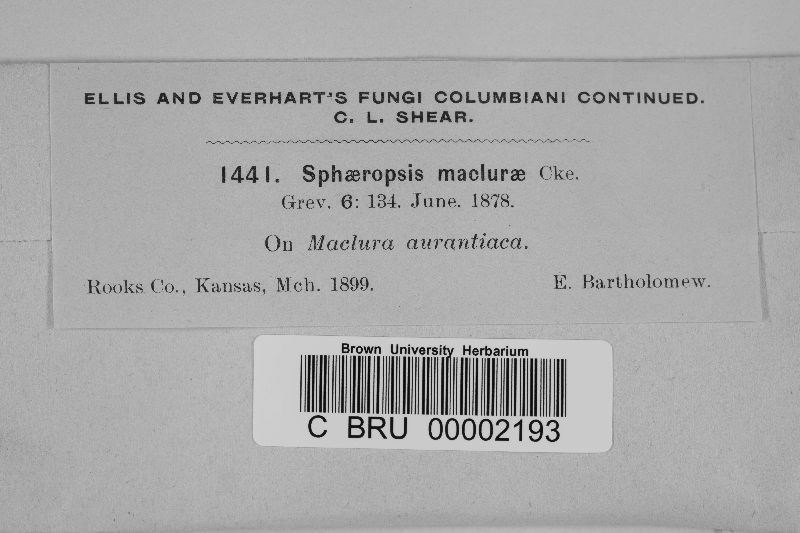 ELLIS AND EVERHART'S FUNGI COLUMBIANI CONTINUED.
C. L. SHEAR.
1441. Sphæropsis macluræ Cke.
Grev. 6: 134. June. 1878.
On Maclura aurantiaca.
Rooks Co., Kansas, Mch. 1899. E. Bartholomew.
Brown University Herbarium
C BRU 00002193